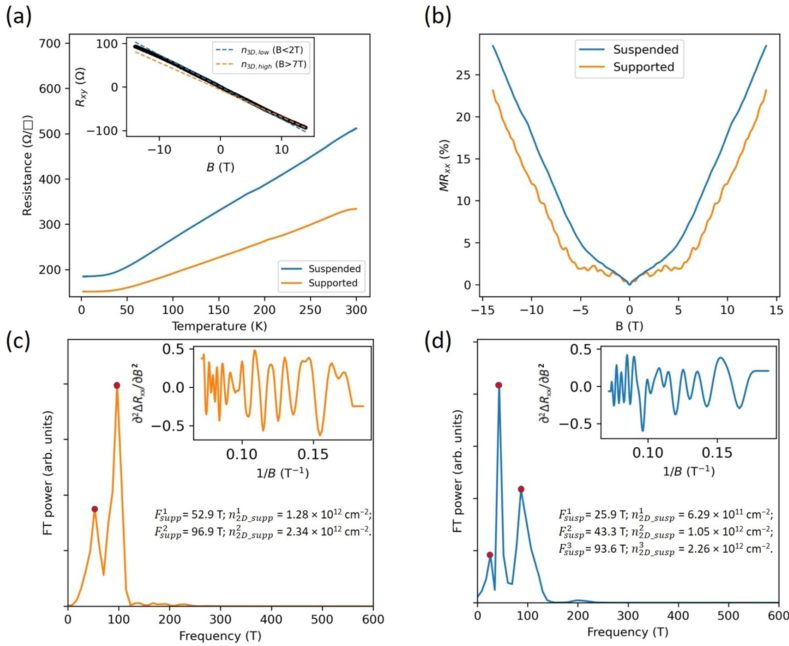 (a)
700
600
500
400
300
200
Resistance (Ω/□)
0
50
100
150
200
250
300
Temperature (K)
Suspended
Supported
100
0
−100
R_xy (Ω)
−10
0
10
B (T)
n_3D,low (B<2T)
n_3D,high (B>7T)
(b)
25
20
15
10
5
0
MR_xx (%)
−15
−10
−5
0
5
10
15
B (T)
Suspended
Supported
(c)
FT power (arb. units)
0
100
200
300
400
500
600
Frequency (T)
0.5
0.0
−0.5
∂²ΔR_xx/∂B²
0.10
0.15
1/B (T⁻¹)
F¹_supp = 52.9 T; n¹_2D_supp = 1.28 × 10¹² cm⁻²;
F²_supp = 96.9 T; n²_2D_supp = 2.34 × 10¹² cm⁻².
(d)
FT power (arb. units)
0
100
200
300
400
500
600
Frequency (T)
0.5
0.0
−0.5
∂²ΔR_xx/∂B²
0.10
0.15
1/B (T⁻¹)
F¹_susp = 25.9 T; n¹_2D_susp = 6.29 × 10¹¹ cm⁻²;
F²_susp = 43.3 T; n²_2D_susp = 1.05 × 10¹² cm⁻²;
F³_susp = 93.6 T; n³_2D_susp = 2.26 × 10¹² cm⁻².